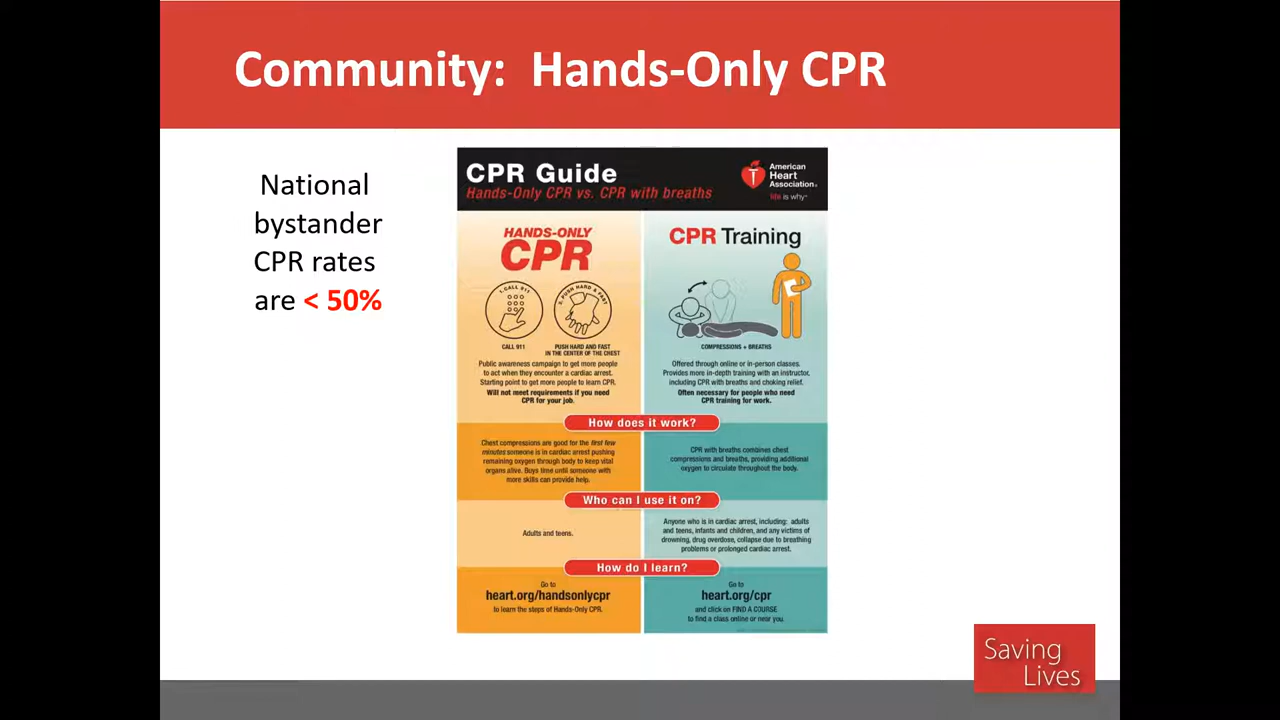 Community: Hands-Only CPR
National
bystander
CPR rates
are < 50%
CPR Guide
Hands-Only CPR vs. CPR with breaths
American
Heart
Association®
life is why™
HANDS-ONLY
CPR
1. CALL 911
2. PUSH HARD & FAST
CALL 911
PUSH HARD AND FAST
IN THE CENTER OF THE CHEST
Public awareness campaign to get more people
to act when they encounter a cardiac arrest.
Starting point to get more people to learn CPR.
Will not meet requirements if you need
CPR for your job.
CPR Training
COMPRESSIONS + BREATHS
Offered through online or in-person classes.
Provides more in-depth training with an instructor,
including CPR with breaths and choking relief.
Often necessary for people who need
CPR training for work.
How does it work?
Chest compressions are good for the first few
minutes someone is in cardiac arrest pushing
remaining oxygen through body to keep vital
organs alive. Buys time until someone with
more skills can provide help.
CPR with breaths combines chest
compressions and breaths, providing additional
oxygen to circulate throughout the body.
Who can I use it on?
Adults and teens.
Anyone who is in cardiac arrest, including: adults
and teens, infants and children, and any victims of
drowning, drug overdose, collapse due to breathing
problems or prolonged cardiac arrest.
How do I learn?
Go to
heart.org/handsonlycpr
to learn the steps of Hands-Only CPR.
Go to
heart.org/cpr
and click on FIND A COURSE
to find a class online or near you.
Saving
Lives